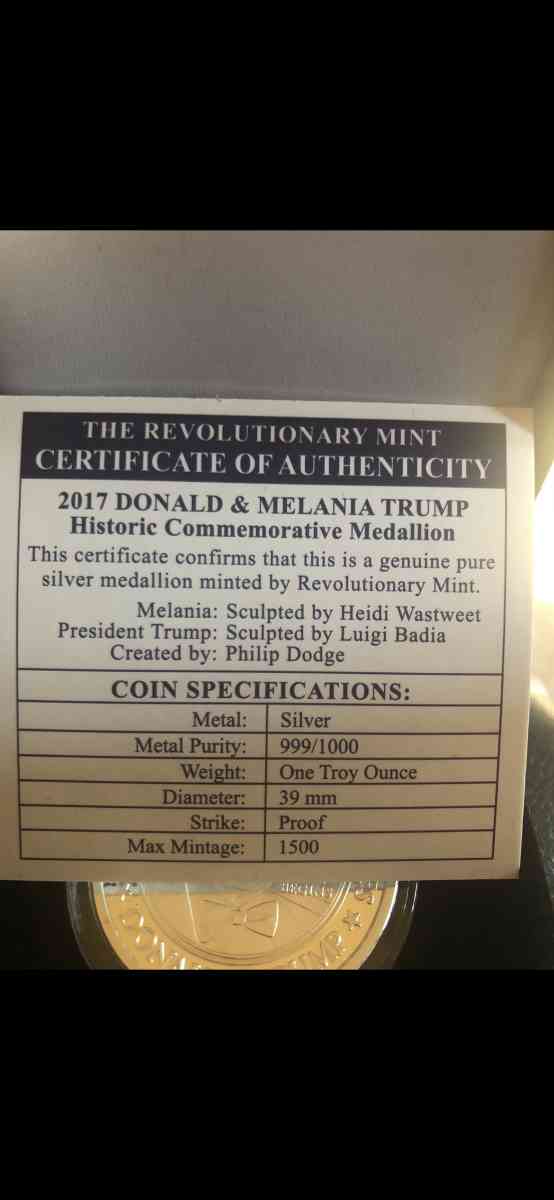 THE REVOLUTIONARY MINT
CERTIFICATE OF AUTHENTICITY
2017 DONALD & MELANIA TRUMP
Historic Commemorative Medallion
This certificate confirms that this is a genuine pure
silver medallion minted by Revolutionary Mint.
Melania: Sculpted by Heidi Wastweet
President Trump: Sculpted by Luigi Badia
Created by: Philip Dodge
COIN SPECIFICATIONS:
Metal: Silver
Metal Purity: 999/1000
Weight: One Troy Ounce
Diameter: 39 mm
Strike: Proof
Max Mintage: 1500